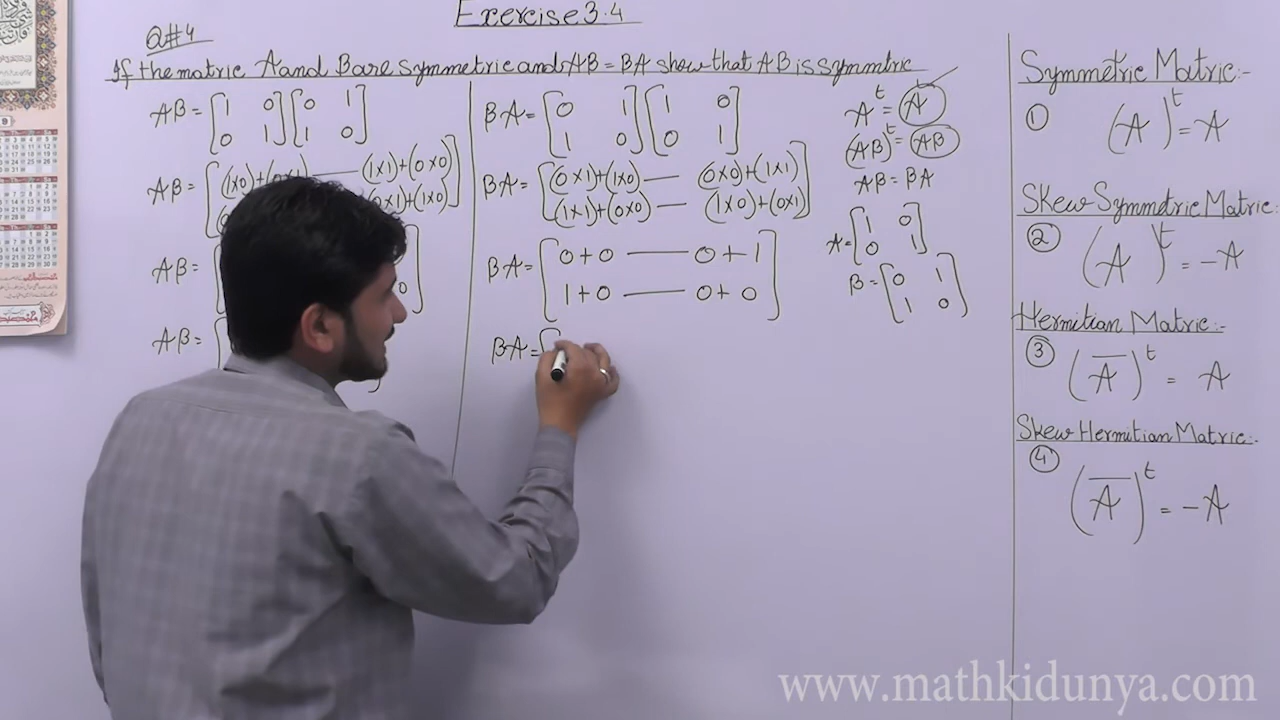 Exercise 3.4
Q#4
If the matric A and B are symmetric and AB = BA show that AB is symmetric
AB = [1 0] [0 1]
[0 1] [1 0]
AB = [(1×0)+(0×1) — (1×1)+(0×0)]
×1)+(1×0)]
AB = [
0]
AB = [
BA = [0 1] [1 0]
[1 0] [0 1]
BA = [(0×1)+(1×0) — (0×0)+(1×1)]
[(1×1)+(0×0) — (1×0)+(0×1)]
BA = [0+0 — 0+1]
[1+0 — 0+0]
BA = [
A^t = A
(AB)^t = AB
AB = BA
A = [1 0]
[0 1]
B = [0 1]
[1 0]
Symmetric Matric:-
① (A)^t = A
Skew Symmetric Matric:-
② (A)^t = -A
Hermitian Matric:-
③ (A̅)^t = A
Skew Hermitian Matric:-
④ (A̅)^t = -A
www.mathkidunya.com